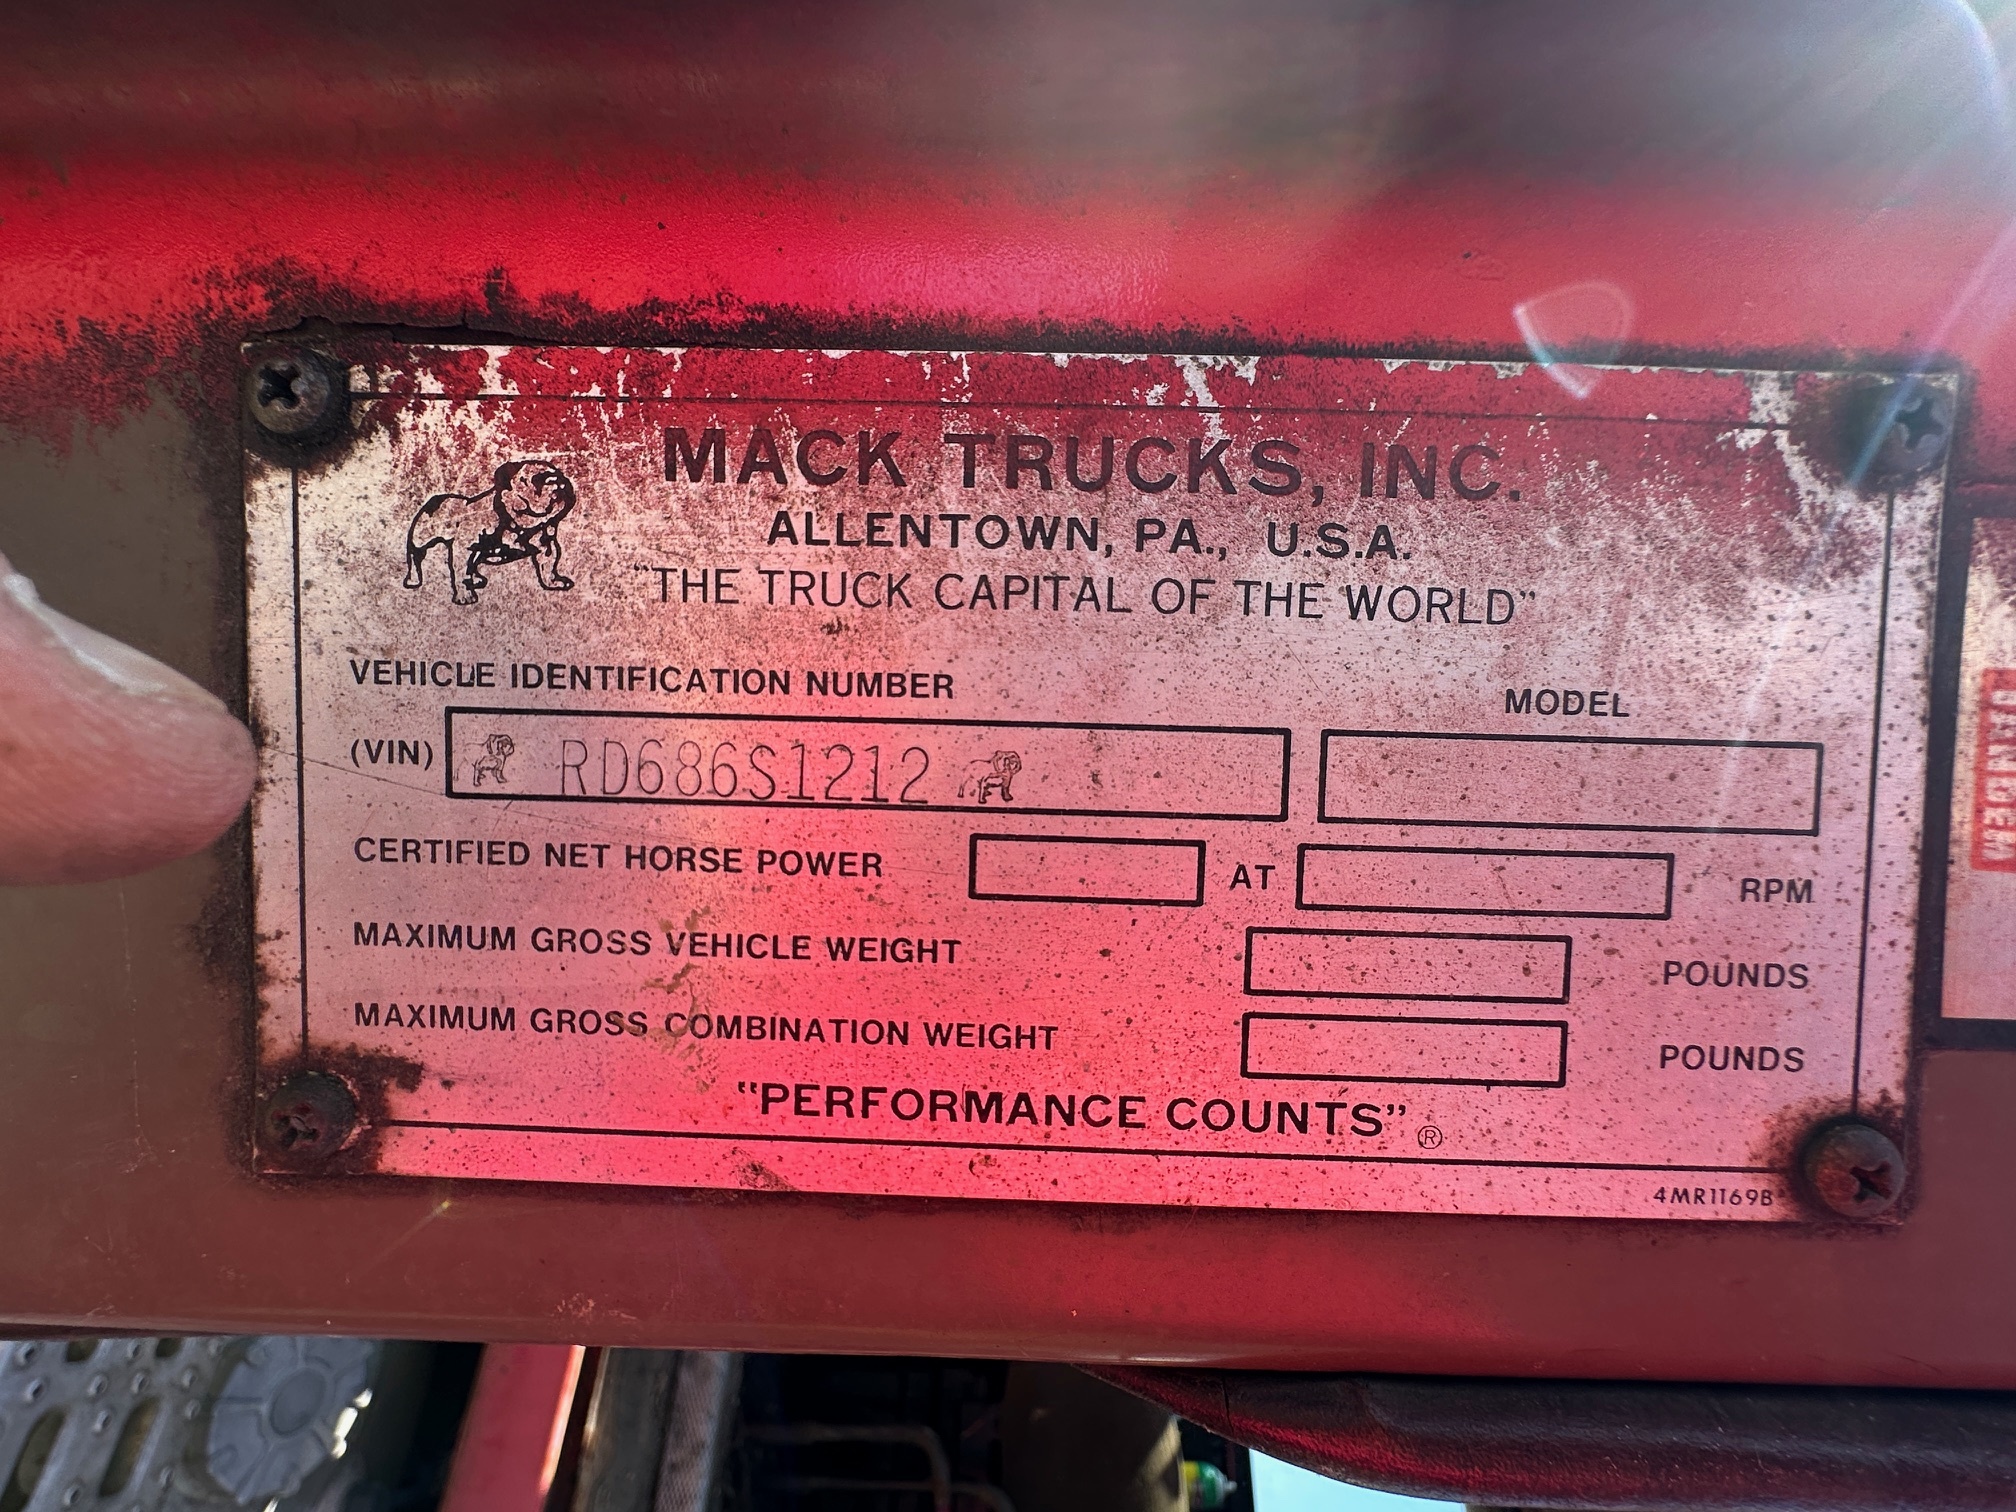 MACK TRUCKS, INC.
ALLENTOWN, PA., U.S.A.
"THE TRUCK CAPITAL OF THE WORLD"
VEHICLE IDENTIFICATION NUMBER
MODEL
(VIN) RD686S1212
CERTIFIED NET HORSE POWER AT RPM
MAXIMUM GROSS VEHICLE WEIGHT POUNDS
MAXIMUM GROSS COMBINATION WEIGHT POUNDS
"PERFORMANCE COUNTS" ®
4MR1169B